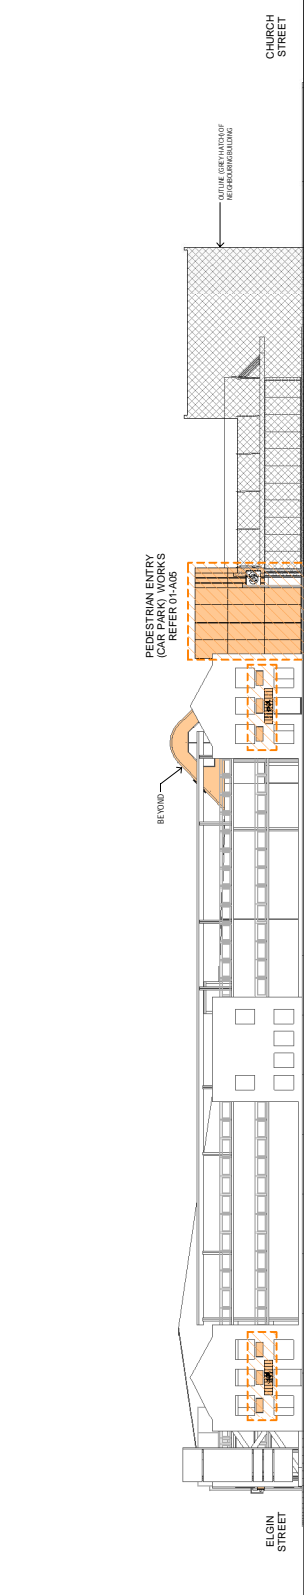 CHURCH
STREET
OUTLINE (GREY HATCH) OF
NEIGHBOURING BUILDING
PEDESTRIAN ENTRY
(CAR PARK) WORKS
REFER 01-A05
BEYOND
ELGIN
STREET